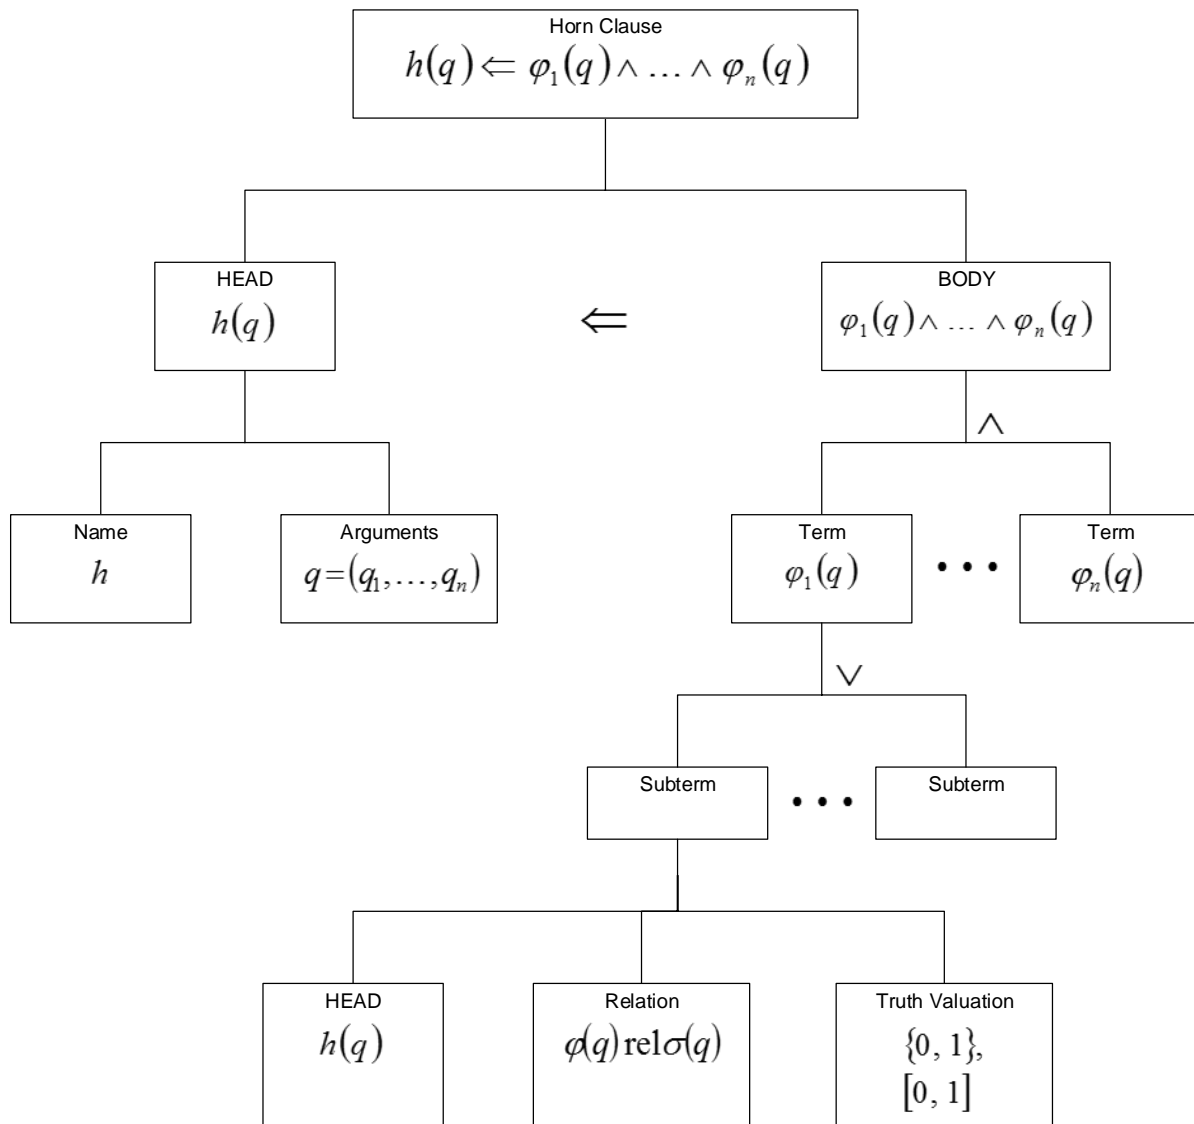 Horn Clause
h(q) ⇐ φ₁(q) ∧ … ∧ φₙ(q)
HEAD
h(q)
⇐
BODY
φ₁(q) ∧ … ∧ φₙ(q)
∧
Name
h
Arguments
q=(q₁,…,qₙ)
Term
φ₁(q)
• • •
Term
φₙ(q)
∨
Subterm
• • •
Subterm
HEAD
h(q)
Relation
φ(q) rel σ(q)
Truth Valuation
{0, 1},
[0, 1]